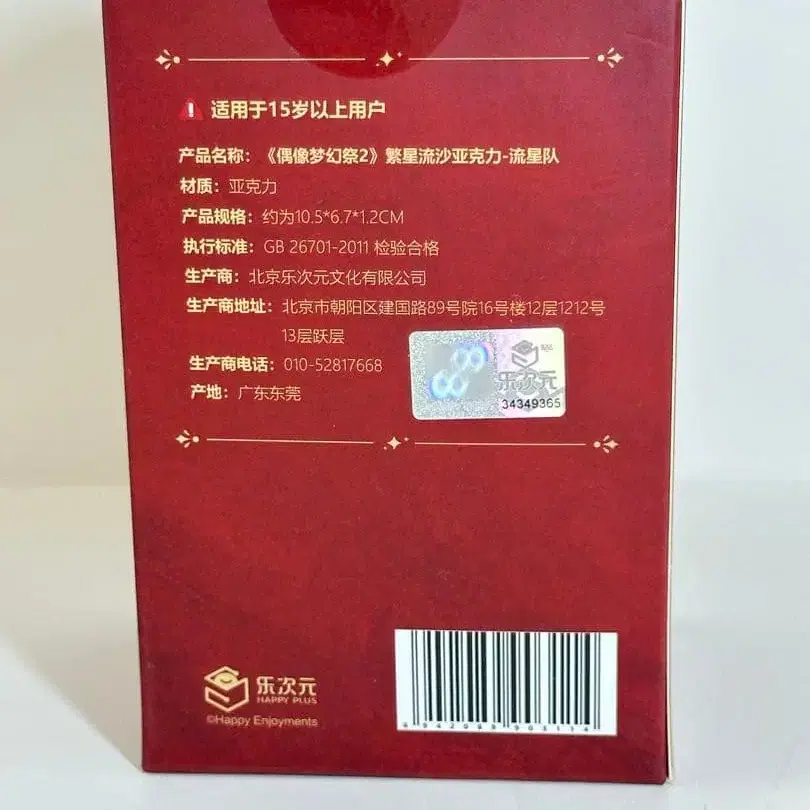 适用于15岁以上用户
产品名称：《偶像梦幻祭2》繁星流沙亚克力-流星队
材质：亚克力
产品规格：约为10.5*6.7*1.2CM
执行标准：GB 26701-2011 检验合格
生产商：北京乐次元文化有限公司
生产商地址：北京市朝阳区建国路89号院16号楼12层1212号
13层跃层
生产商电话：010-52817668
产地：广东东莞
乐次元
34349365
乐次元
HAPPY PLUS
©Happy Enjoyments